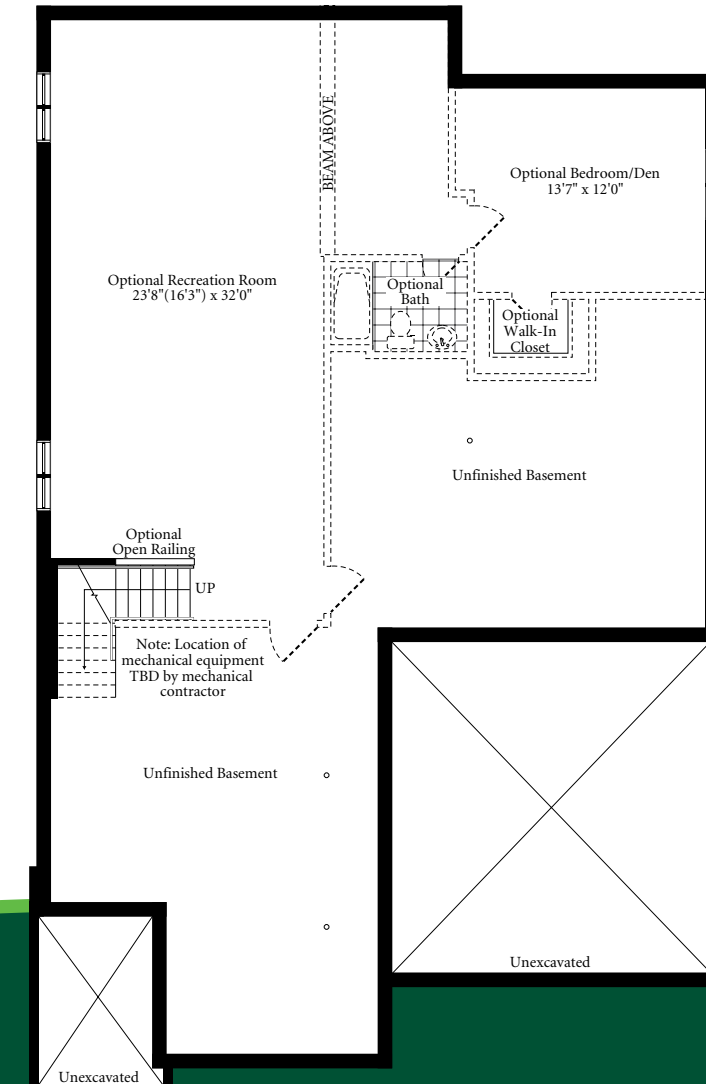 BEAM ABOVE
Optional Bedroom/Den
13'7" x 12'0"
Optional Recreation Room
23'8"(16'3") x 32'0"
Optional
Bath
Optional
Walk-In
Closet
Unfinished Basement
Optional
Open Railing
UP
Note: Location of
mechanical equipment
TBD by mechanical
contractor
Unfinished Basement
Unexcavated
Unexcavated